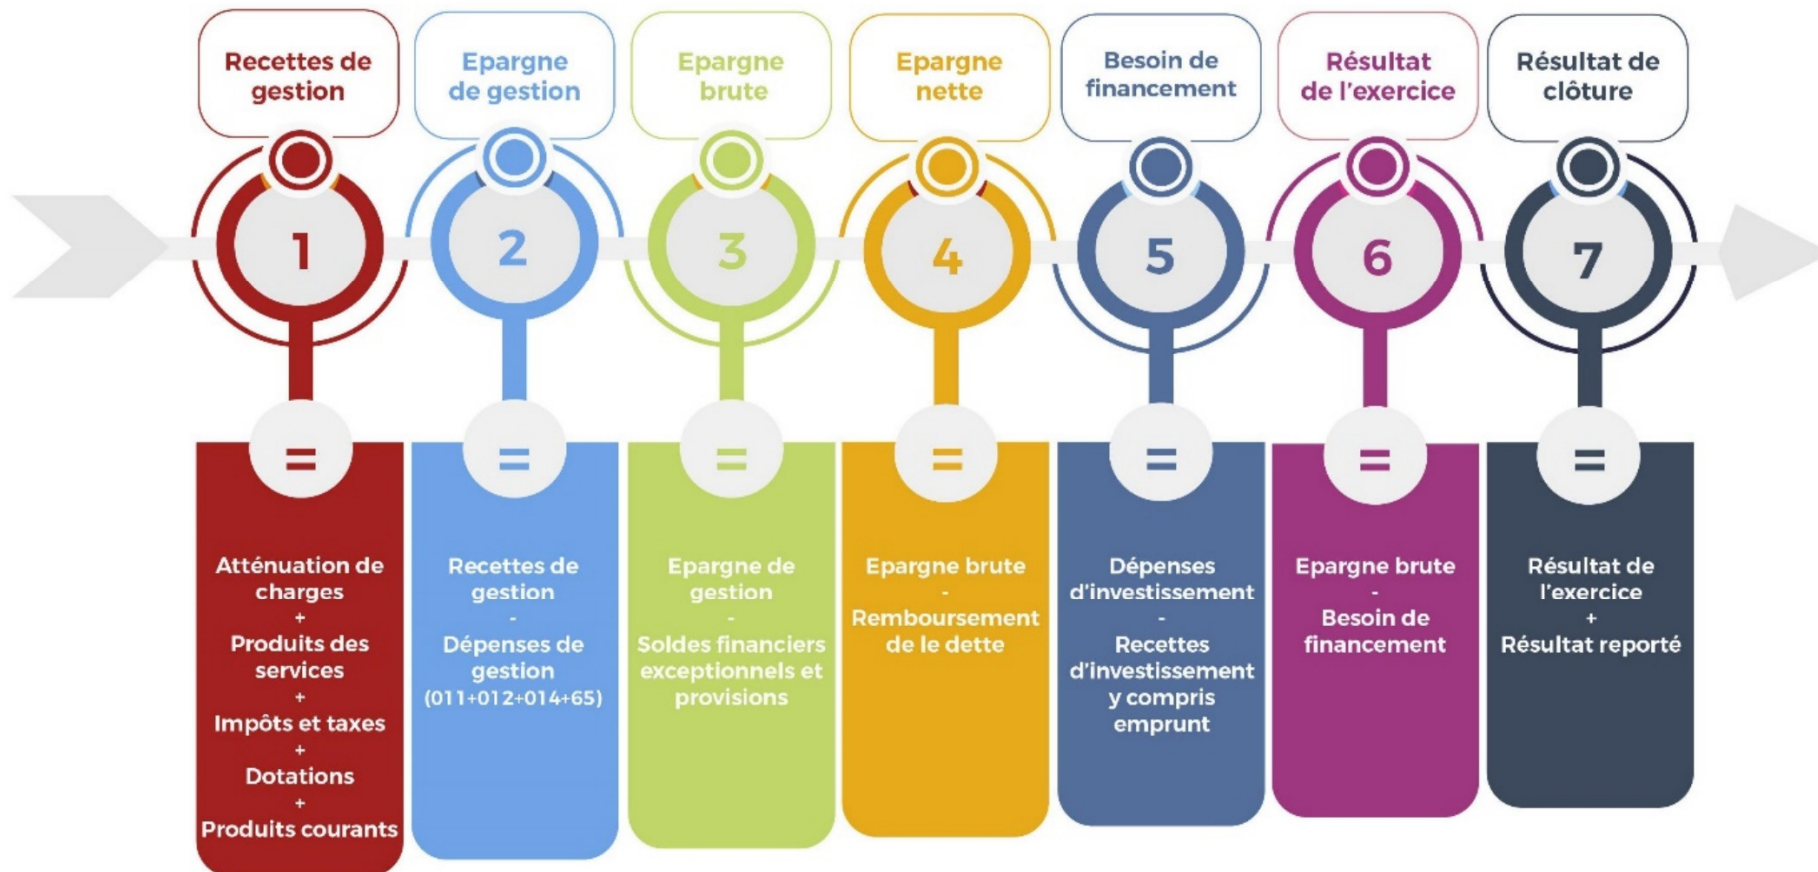 Recettes de
gestion
Epargne
de gestion
Epargne
brute
Epargne
nette
Besoin de
financement
Résultat
de l'exercice
Résultat de
clôture
1
2
3
4
5
6
7
=
=
=
=
=
=
=
Atténuation de
charges
+
Produits des
services
+
Impôts et taxes
+
Dotations
+
Produits courants
Recettes de
gestion
-
Dépenses de
gestion
(011+012+014+65)
Epargne de
gestion
-
Soldes financiers
exceptionnels et
provisions
Epargne brute
-
Remboursement
de le dette
Dépenses
d'investissement
-
Recettes
d'investissement
y compris
emprunt
Epargne brute
-
Besoin de
financement
Résultat de
l'exercice
+
Résultat reporté